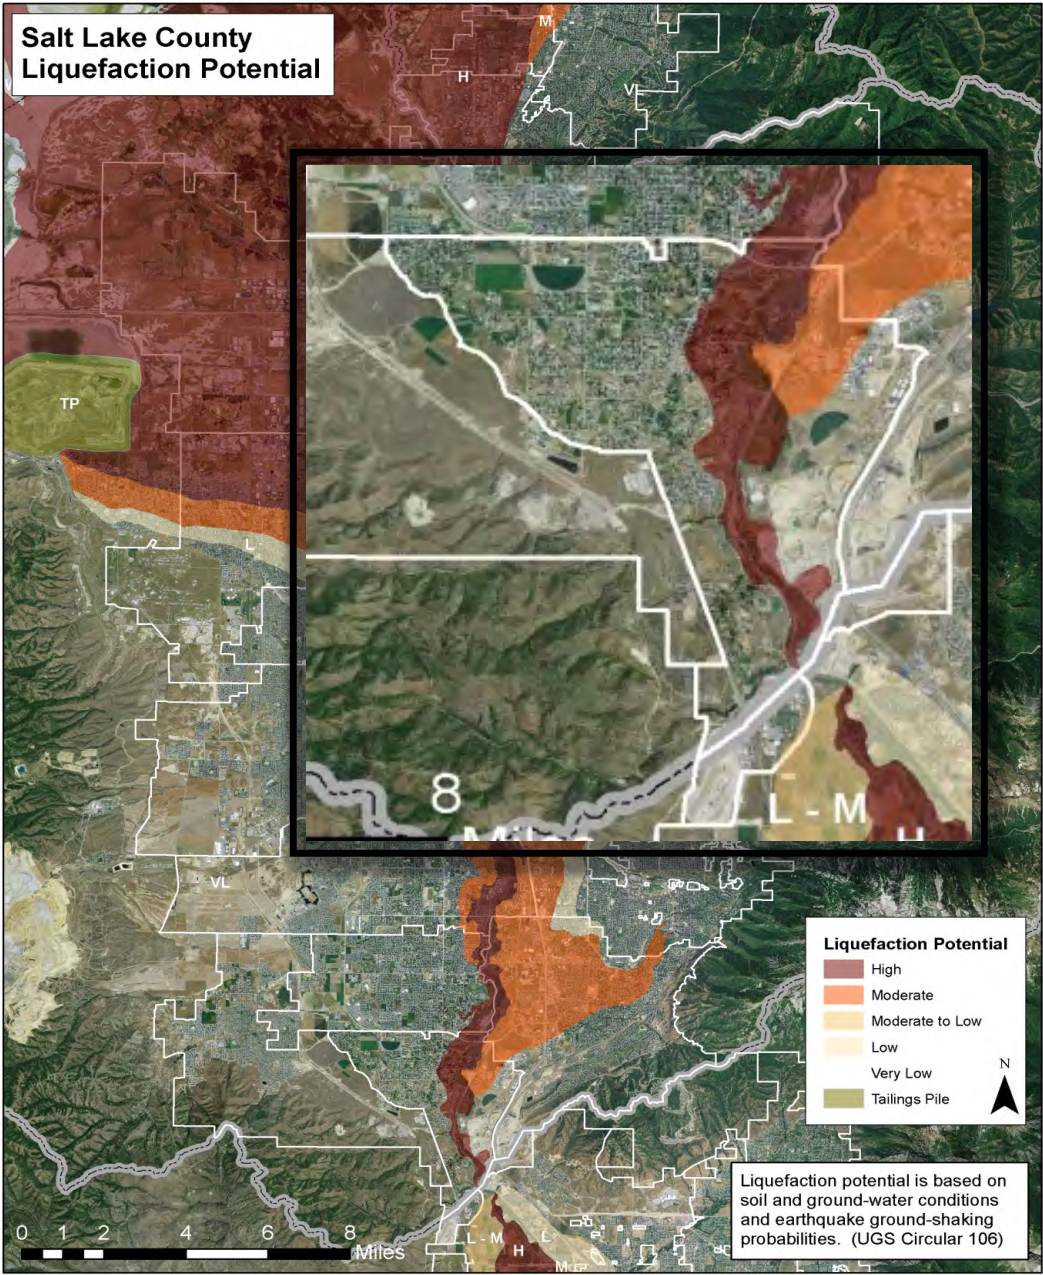 Salt Lake County
Liquefaction Potential
M
H
TP
L
8
L - M
H
VL
Liquefaction Potential
High
Moderate
Moderate to Low
Low
Very Low
Tailings Pile
N
Liquefaction potential is based on
soil and ground-water conditions
and earthquake ground-shaking
probabilities. (UGS Circular 106)
0 1 2 4 6 8
Miles
L - M
L
H
M